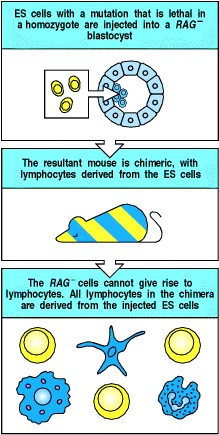 ES cells with a mutation that is lethal in
a homozygote are injected into a RAG⁻
blastocyst
The resultant mouse is chimeric, with
lymphocytes derived from the ES cells
The RAG⁻ cells cannot give rise to
lymphocytes. All lymphocytes in the chimera
are derived from the injected ES cells